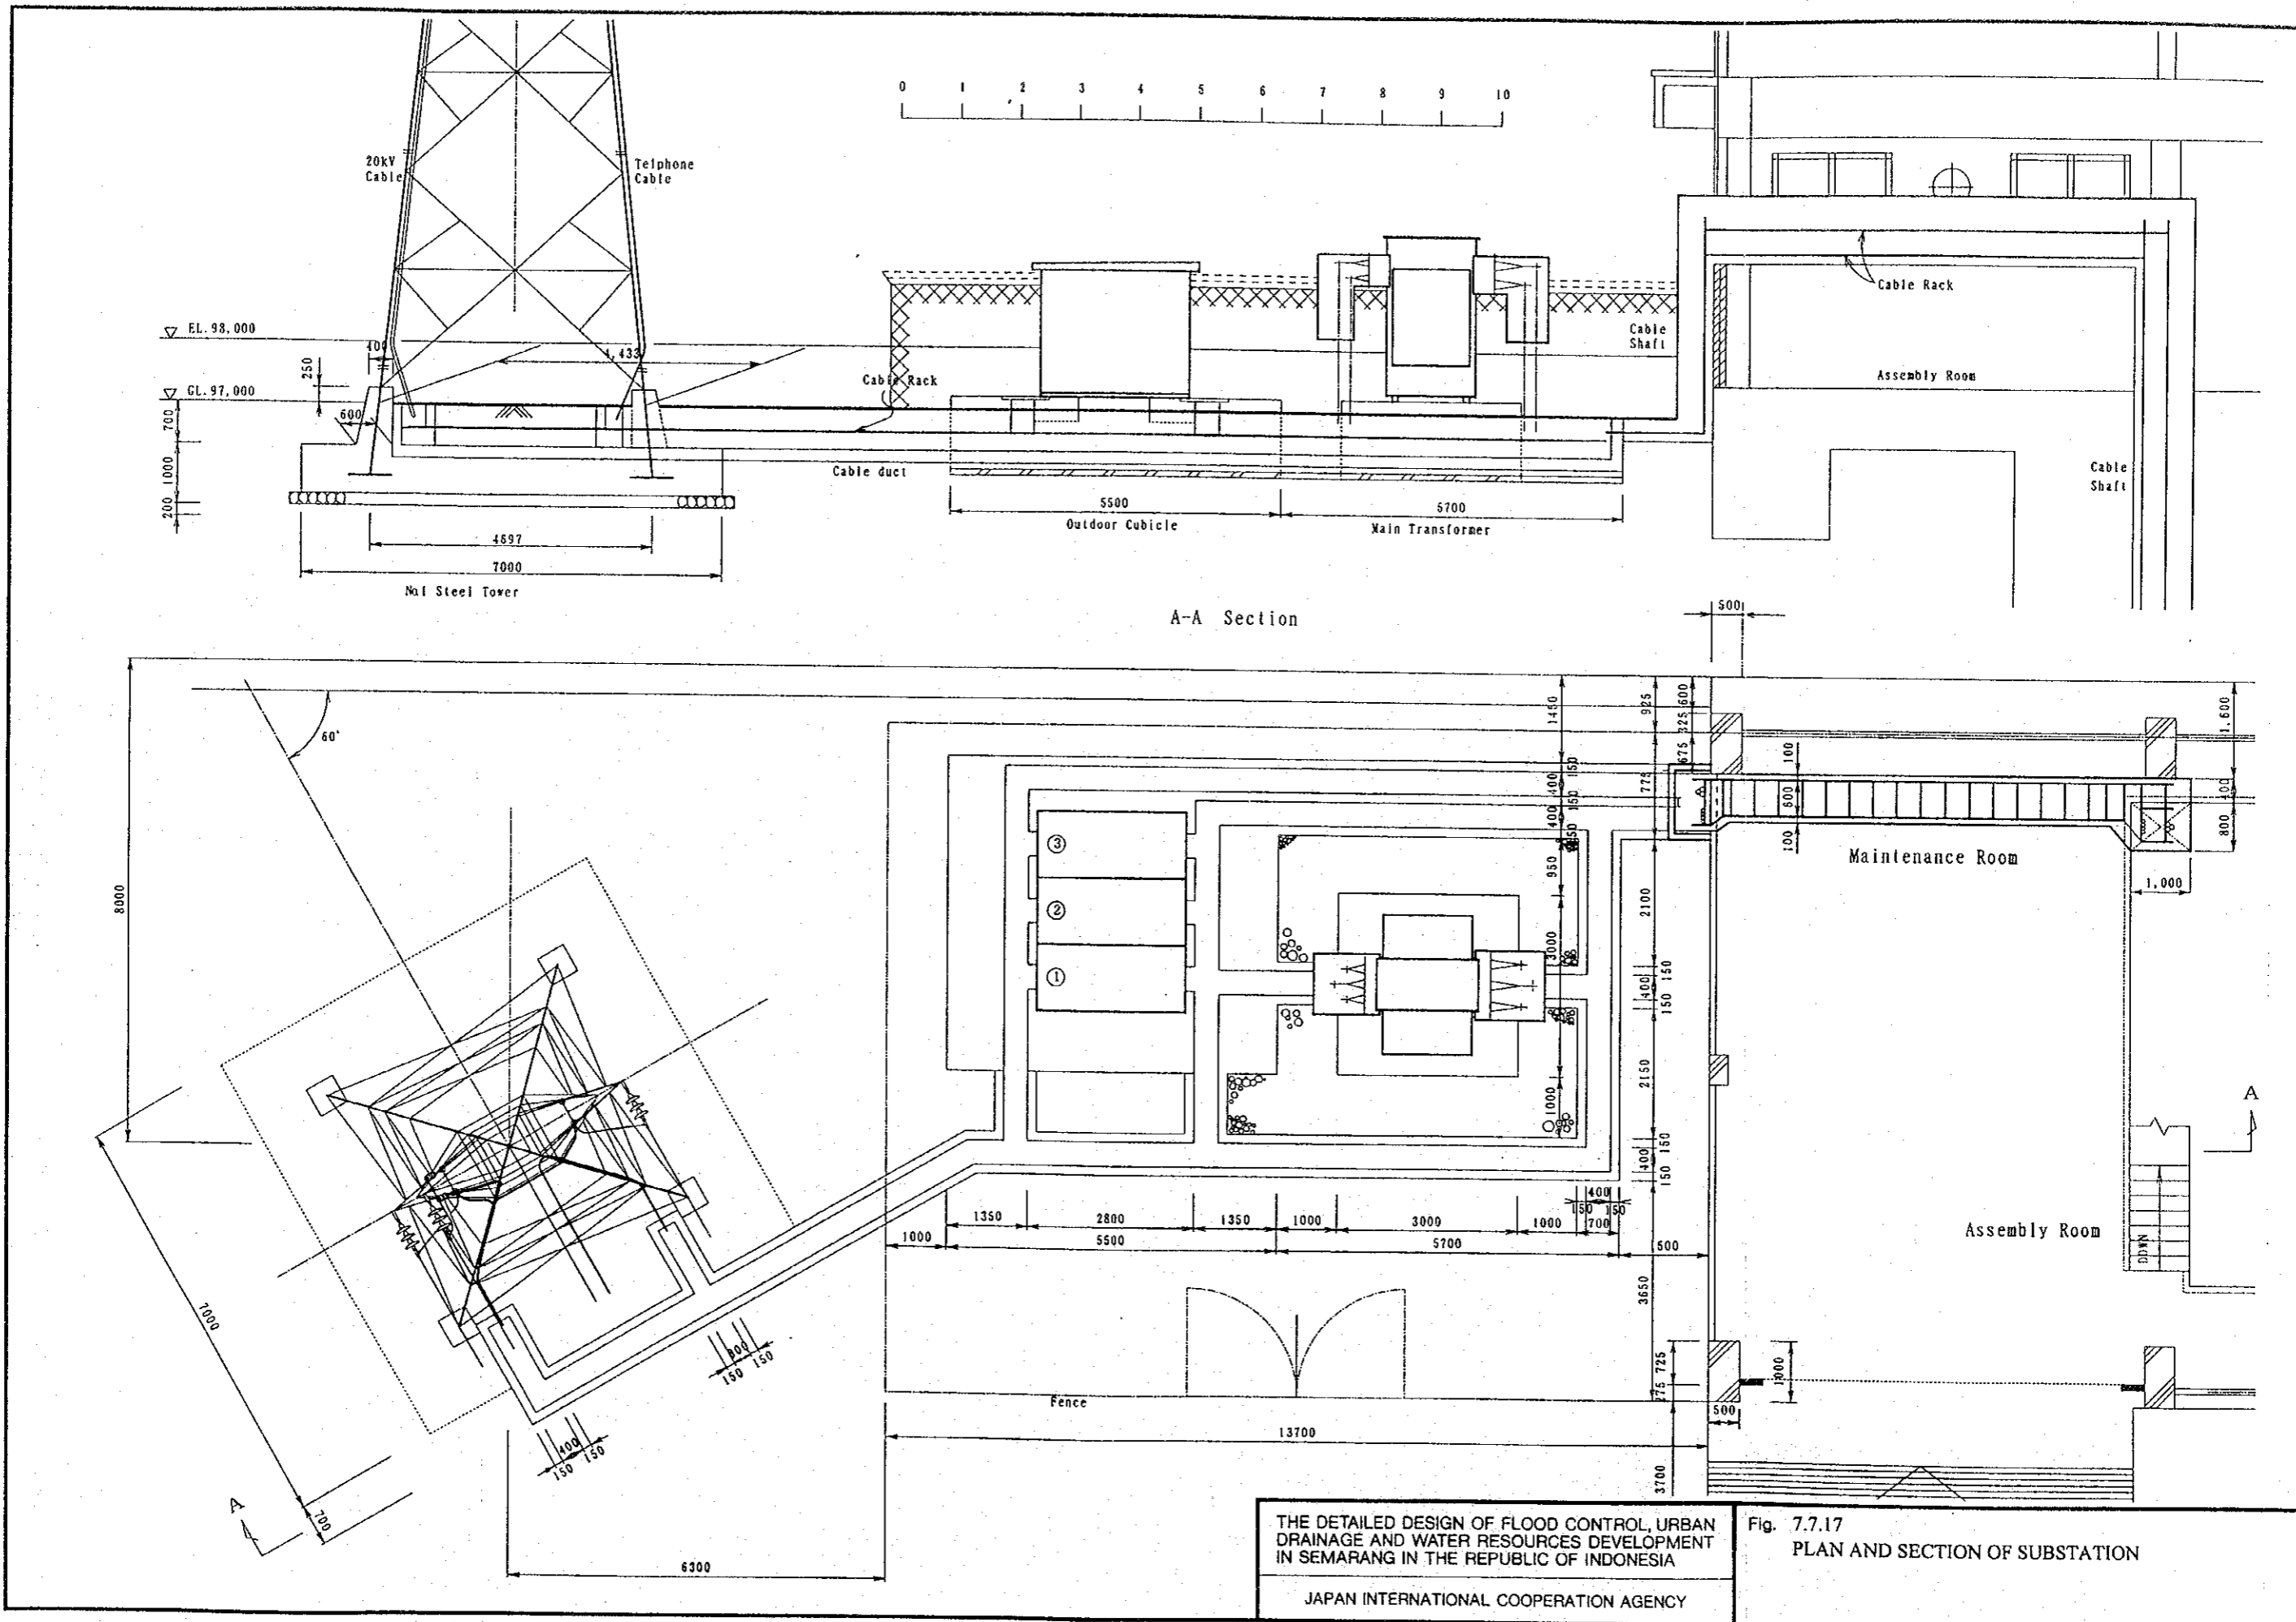 0 1 2 3 4 5 6 7 8 9 10
20kV
Cable
Telphone
Cable
Cable Rack
EL.98,000
400
4,433
Cable
Shaft
250
Cable Rack
Assembly Room
GL.97,000
600
700
1000
200
Cable duct
Cable
Shaft
5500
5700
Outdoor Cubicle
Main Transformer
4697
7000
No1 Steel Tower
A-A Section
500
60°
1450
925
600
325
675
1,600
775
150
400
150
400
150
100
600
100
400
800
8000
3
2
1
950
2100
Maintenance Room
1,000
3000
150
400
150
2150
1000
A
150
400
150
400
150 150
1350
2800
1350
1000
3000
1000
700
1000
5500
5700
500
Assembly Room
DOWN
3650
7000
800
150 150
725
1000
Fence
500
13700
400
150 150
3700
A
700
6300
THE DETAILED DESIGN OF FLOOD CONTROL, URBAN
DRAINAGE AND WATER RESOURCES DEVELOPMENT
IN SEMARANG IN THE REPUBLIC OF INDONESIA
JAPAN INTERNATIONAL COOPERATION AGENCY
Fig. 7.7.17
PLAN AND SECTION OF SUBSTATION